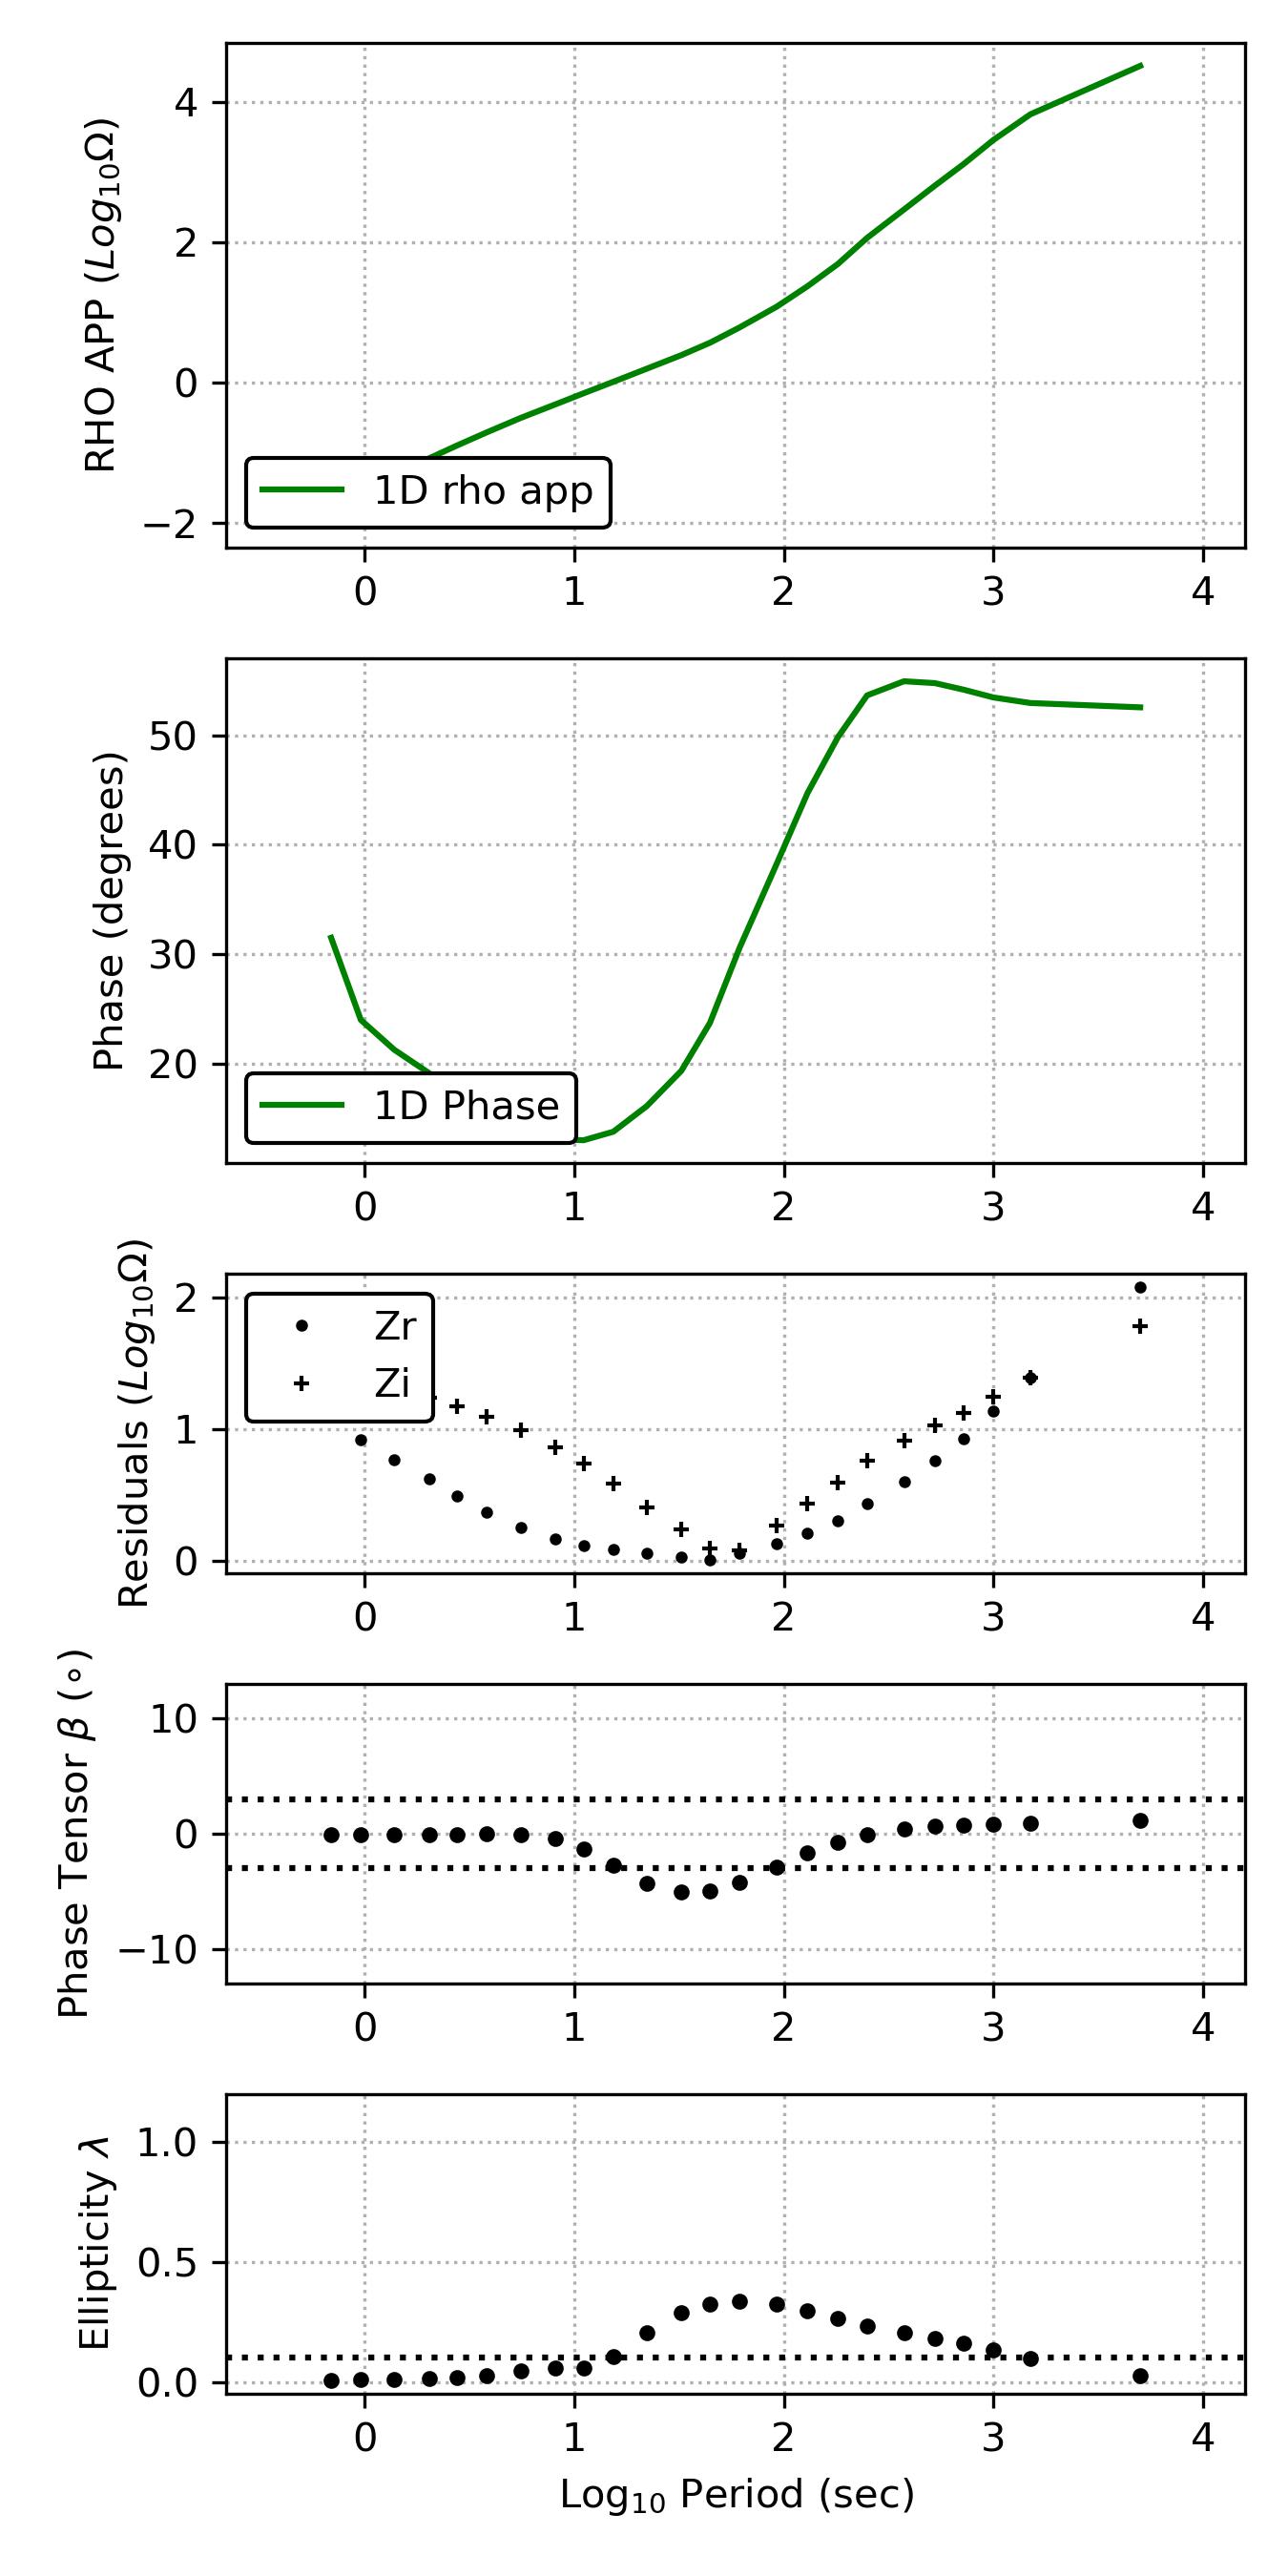 RHO APP (Log₁₀Ω)
4
2
0
−2
1D rho app
0 1 2 3 4
Phase (degrees)
50
40
30
20
1D Phase
0 1 2 3 4
Residuals (Log₁₀Ω)
2
1
0
Zr
Zi
0 1 2 3 4
Phase Tensor β (∘)
10
0
−10
0 1 2 3 4
Ellipticity λ
1.0
0.5
0.0
0 1 2 3 4
Log₁₀ Period (sec)